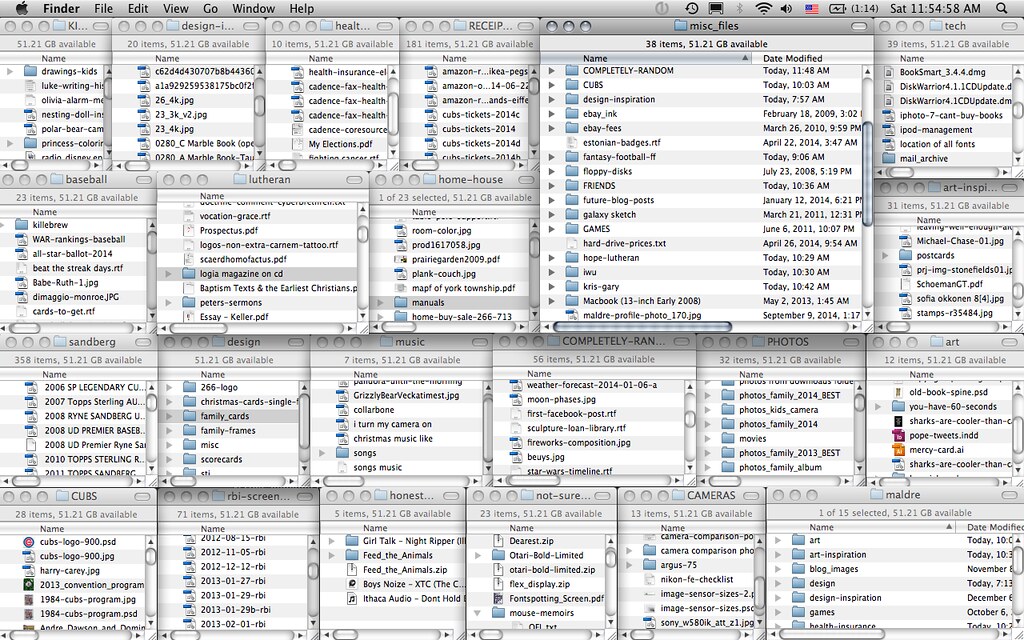 Finder File Edit View Go Window Help (1:14) Sat 11:54:58 AM
KI...
51.21 GB available
Name
drawings-kids
luke-writing-his
olivia-alarm-me
nesting-doll-ins
polar-bear-cam
princess-colorin
radio_disney_en
design-i...
20 items, 51.21 GB available
Name
c62d4d430707b8b44360
a1a929259538175bc0f2f
26_4k.jpg
23_3k_v2.jpg
23_4k.jpg
0280_C Marble Book (ope
0280_A Marble Book-Tau
healt...
10 items, 51.21 GB available
Name
health-insurance-el
cadence-fax-health
cadence-fax-health
cadence-fax-health
cadence-coresource
My Elections.pdf
fighting cancer.rtf
RECEIP...
181 items, 51.21 GB available
Name
amazon-r...ikea-pegs
amazon-r...o-14-06-22
amazon-r...ands-eiffe
cubs-tickets-2014c
cubs-tickets-2014
cubs-tickets-2014d
cubs-tickets-2014b
misc_files
38 items, 51.21 GB available
Name Date Modified
COMPLETELY-RANDOM Today, 11:48 AM
CUBS Today, 10:03 AM
design-inspiration Today, 7:57 AM
ebay_ink February 18, 2009, 3:02
ebay-fees March 26, 2010, 9:59 PM
estonian-badges.rtf April 22, 2014, 3:47 AM
fantasy-football-ff Today, 9:06 AM
floppy-disks July 23, 2008, 5:19 PM
FRIENDS Today, 10:36 AM
future-blog-posts January 12, 2014, 6:21 P
galaxy sketch March 21, 2011, 12:31 P
GAMES June 6, 2011, 10:07 PM
hard-drive-prices.txt April 26, 2014, 9:54 AM
hope-lutheran Today, 10:29 AM
iwu Today, 10:30 AM
kris-gary Today, 10:42 AM
Macbook (13-inch Early 2008) May 2, 2013, 1:45 AM
maldre-profile-photo_170.jpg September 9, 2014, 1:17
tech
39 items, 51.21 GB available
Name
BookSmart_3.4.4.dmg
DiskWarrior4.1.1CDUpdate.d
DiskWarrior4.1CDUpdate.dm
iphoto-7-cant-buy-books
ipod-management
location of all fonts
mail_archive
baseball
23 items, 51.21 GB available
Name
killebrew
WAR-rankings-baseball
all-star-ballot-2014
beat the streak days.rtf
Babe-Ruth-1.jpg
dimaggio-monroe.JPG
cards-to-get.rtf
lutheran
Name
doctrine-comment-cyberbrethren.txt
vocation-grace.rtf
Prospectus.pdf
logos-non-extra-carnem-tattoo.rtf
scaerdhomofactus.pdf
logia magazine on cd
Baptism Texts & the Earliest Christians.p
peters-sermons
Essay - Keller.pdf
home-house
1 of 23 selected, 51.21 GB available
Name
room-color.jpg
prod1617058.jpg
prairiegarden2009.pdf
plank-couch.jpg
mapf of york township.pdf
manuals
home-buy-sale-266-713
art-inspi...
31 items, 51.21 GB available
Name
leaving-well-enough-a
Michael-Chase-01.jpg
postcards
prj-img-stonefields01.j
SchoemanGT.pdf
sofia okkonen 8[4].jpg
stamps-r35484.jpg
sandberg
358 items, 51.21 GB available
Name
2006 SP LEGENDARY CU...
2007 Topps Sterling AU...
2008 RYNE SANDBERG U...
2008 UD PREMIER BASEB...
2008 UD Premier Ryne Sa...
2010 TOPPS STERLING R...
2011 TOPPS SANDBERG
design
51.21 GB available
Name
266-logo
christmas-cards-single-f
family_cards
family-frames
misc
scorecards
sti
music
7 items, 51.21 GB available
Name
pandora-until-the-morning
GrizzlyBearVeckatimest.jpg
collarbone
i turn my camera on
christmas music like
songs
songs music
COMPLETELY-RAN...
56 items, 51.21 GB available
Name
weather-forecast-2014-01-06-a
moon-phases.jpg
first-facebook-post.rtf
sculpture-loan-library.rtf
fireworks-composition.jpg
beuys.jpg
star-wars-timeline.rtf
PHOTOS
32 items, 51.21 GB available
Name
photos from downloads folde
photos_family_2014_BEST
photos_kids_camera
photos_family_2014
movies
photos_family_2013_BEST
photos_family_album
art
12 items, 51.21 GB available
Name
old-book-spine.psd
you-have-60-seconds
sharks-are-cooler-than-c
pope-tweets.indd
mercy-card.ai
sharks-are-cooler-than-c
CUBS
28 items, 51.21 GB available
Name
cubs-logo-900.psd
cubs-logo-900.jpg
harry-carey.jpg
2013_convention_program
1984-cubs-program.jpg
1984-cubs-program.psd
Andre_Dawson_and_Domin
rbi-screen...
71 items, 51.21 GB available
Name
2012-08-15-rbi
2012-11-05-rbi
2012-12-12-rbi
2013-01-27-rbi
2013-01-29-rbi
2013-01-29b-rbi
2013-02-01-rbi
honest...
5 items, 51.21 GB available
Name
Girl Talk - Night Ripper (Ill
Feed_the_Animals
Feed_the_Animals.zip
Boys Noize - XTC (The C...
Ithaca Audio - Dont Hold I
not-sure...
23 items, 51.21 GB available
Name
Dearest.zip
Otari-Bold-Limited
otari-bold-limited.zip
flex_display.zip
Fontspotting_Screen.pdf
mouse-memoirs
OFL.txt
CAMERAS
13 items, 51.21 GB available
Name
camera-comparison-po
camera comparison pho
argus-75
nikon-fe-checklist
image-sensor-sizes-2.p
image-sensor-sizes.psd
sony_w580ik_att_z1.jpg
maldre
1 of 15 selected, 51.21 GB available
Name Date Modified
art Today, 10:
art-inspiration Today, 10:3
blog_images November 8
design Today, 7:13
design-inspiration December 6
games October 6,
health-insurance Today, 10: